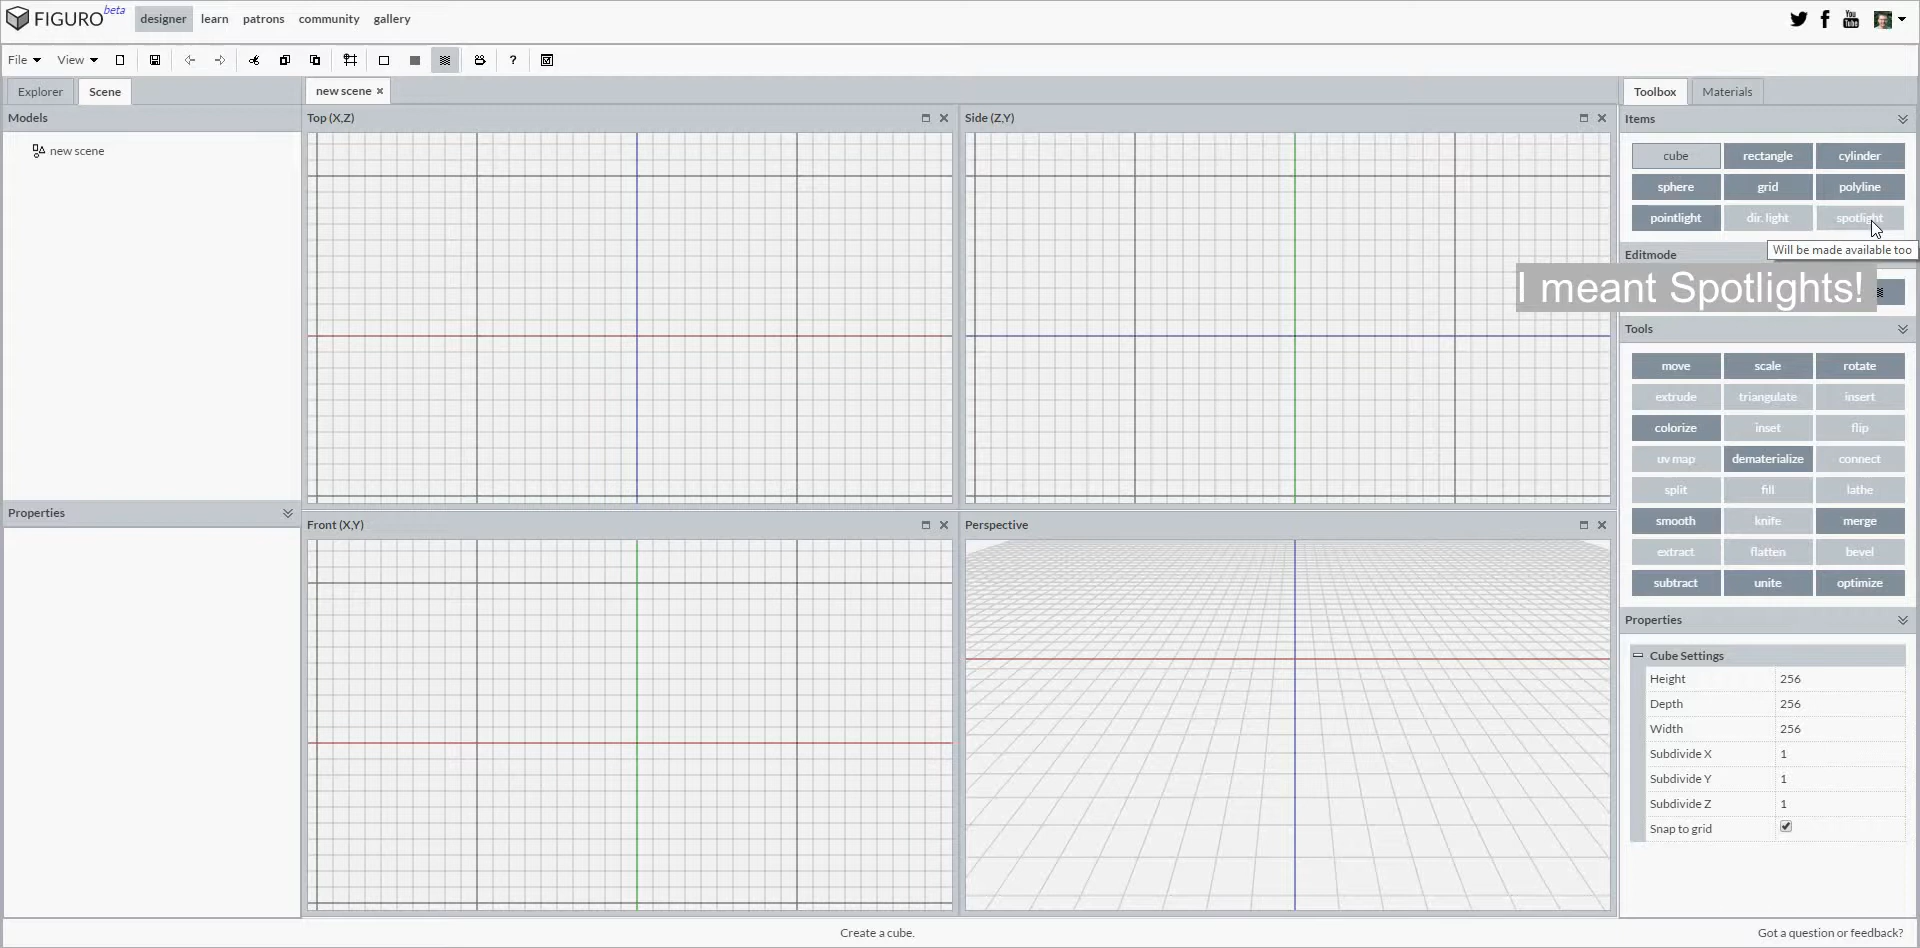 FIGURO beta designer learn patrons community gallery
You Tube
File View ?
Explorer Scene
new scene
Toolbox Materials
Models
new scene
Properties
Top (X,Z)
Side (Z,Y)
Front (X,Y)
Perspective
Items
cube rectangle cylinder
sphere grid polyline
pointlight dir. light spotlight
Will be made available too
Editmode
I meant Spotlights!
Tools
move scale rotate
extrude triangulate insert
colorize inset flip
uv map dematerialize connect
split fill lathe
smooth knife merge
extract flatten bevel
subtract unite optimize
Properties
Cube Settings
Height 256
Depth 256
Width 256
Subdivide X 1
Subdivide Y 1
Subdivide Z 1
Snap to grid
Create a cube.
Got a question or feedback?